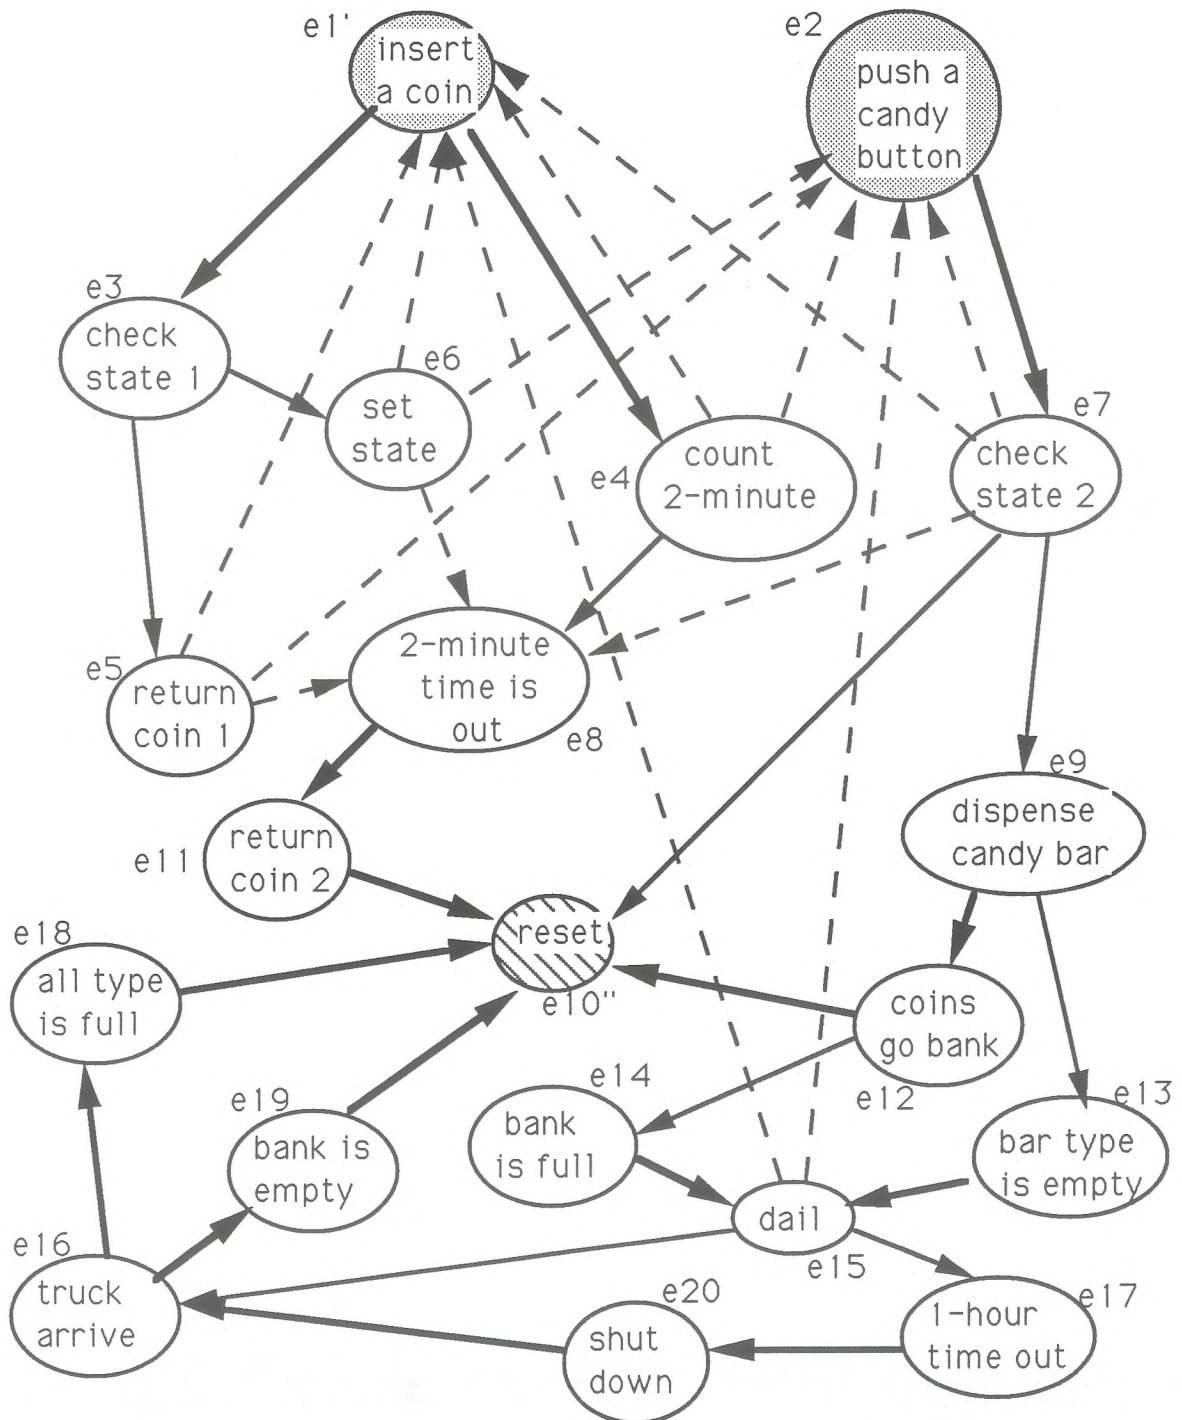 e1'
insert
a coin
e2
push a
candy
button
e3
check
state 1
e6
set
state
e4
count
2-minute
e7
check
state 2
e5
return
coin 1
2-minute
time is
out
e8
e9
dispense
candy bar
e11
return
coin 2
reset
e10"
e18
all type
is full
coins
go bank
e12
e14
bank
is full
e13
bar type
is empty
e19
bank is
empty
dail
e15
e16
truck
arrive
e20
shut
down
e17
1-hour
time out